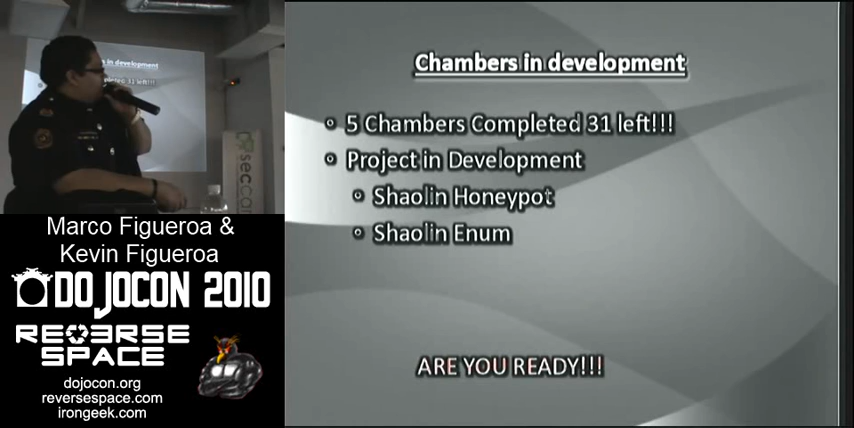 Chambers in development
5 Chambers Completed 31 left!!!
Project in Development
Shaolin Honeypot
Shaolin Enum
ARE YOU READY!!!
Marco Figueroa &
Kevin Figueroa
DOJOCON 2010
REVERSE
SPACE
dojocon.org
reversespace.com
irongeek.com